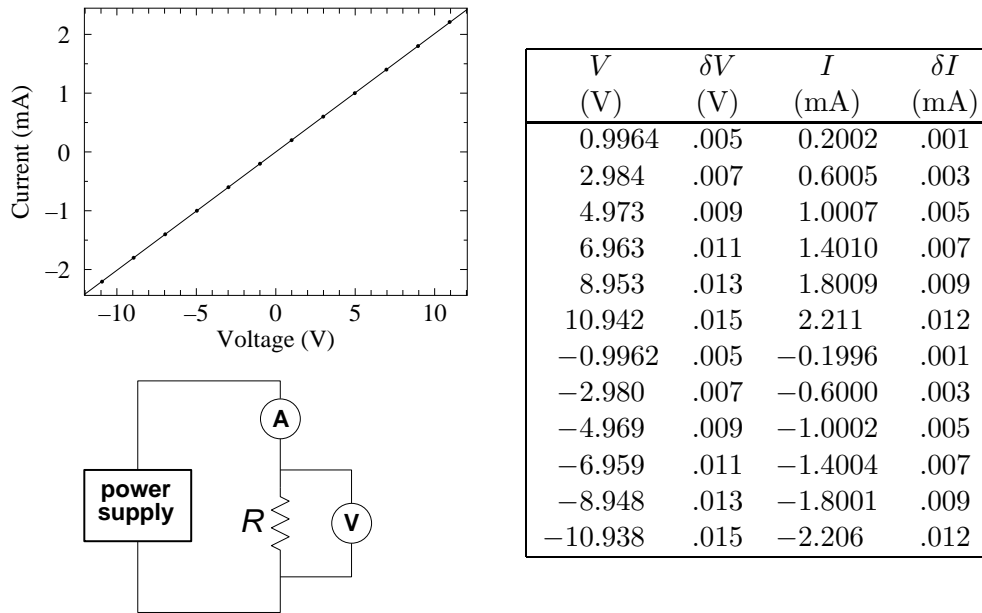 2
1
0
−1
−2
Current (mA)
−10 −5 0 5 10
Voltage (V)
A
power
supply
R
V
V δV I δI
(V) (V) (mA) (mA)
0.9964 .005 0.2002 .001
2.984 .007 0.6005 .003
4.973 .009 1.0007 .005
6.963 .011 1.4010 .007
8.953 .013 1.8009 .009
10.942 .015 2.211 .012
−0.9962 .005 −0.1996 .001
−2.980 .007 −0.6000 .003
−4.969 .009 −1.0002 .005
−6.959 .011 −1.4004 .007
−8.948 .013 −1.8001 .009
−10.938 .015 −2.206 .012